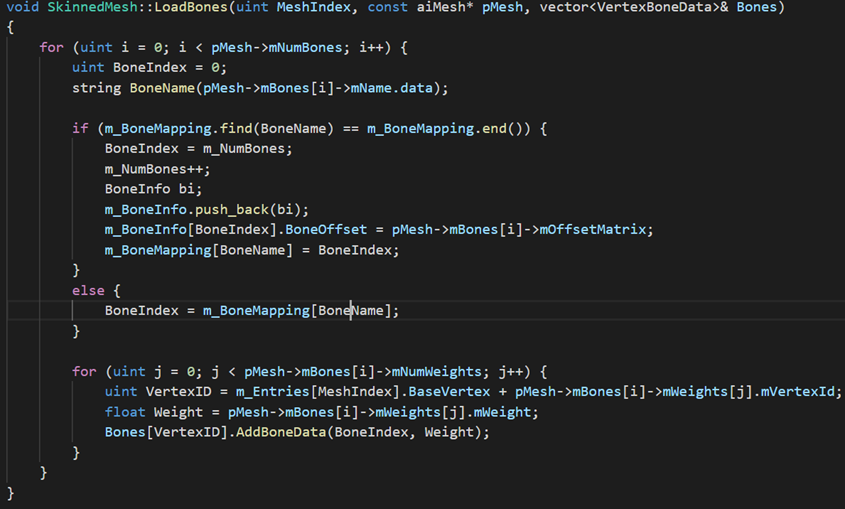 void SkinnedMesh::LoadBones(uint MeshIndex, const aiMesh* pMesh, vector<VertexBoneData>& Bones)
{
    for (uint i = 0; i < pMesh->mNumBones; i++) {
        uint BoneIndex = 0;
        string BoneName(pMesh->mBones[i]->mName.data);

        if (m_BoneMapping.find(BoneName) == m_BoneMapping.end()) {
            BoneIndex = m_NumBones;
            m_NumBones++;
            BoneInfo bi;
            m_BoneInfo.push_back(bi);
            m_BoneInfo[BoneIndex].BoneOffset = pMesh->mBones[i]->mOffsetMatrix;
            m_BoneMapping[BoneName] = BoneIndex;
        }
        else {
            BoneIndex = m_BoneMapping[BoneName];
        }

        for (uint j = 0; j < pMesh->mBones[i]->mNumWeights; j++) {
            uint VertexID = m_Entries[MeshIndex].BaseVertex + pMesh->mBones[i]->mWeights[j].mVertexId;
            float Weight = pMesh->mBones[i]->mWeights[j].mWeight;
            Bones[VertexID].AddBoneData(BoneIndex, Weight);
        }
    }
}